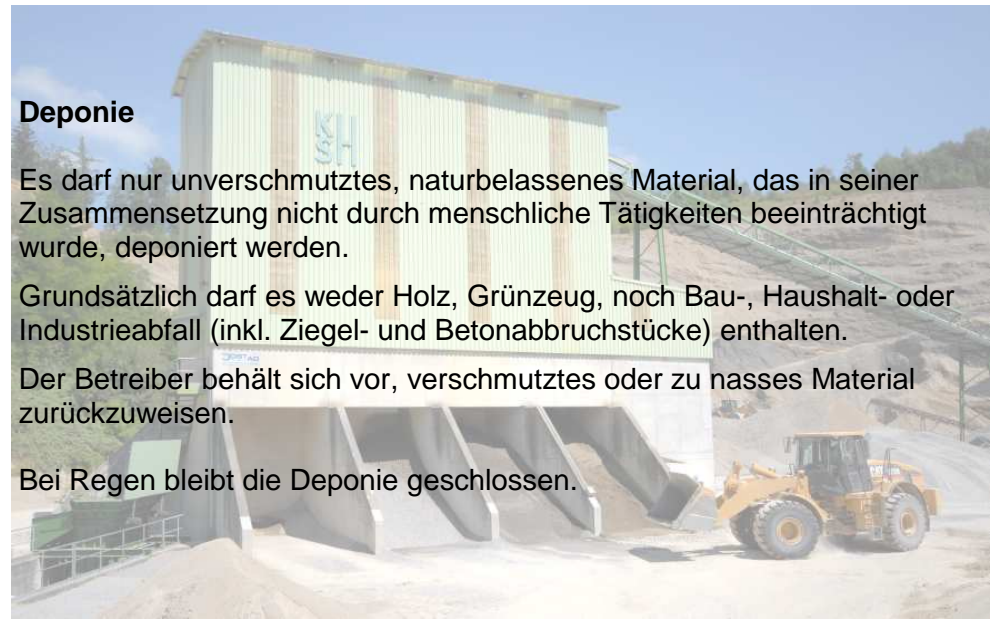 KH
SH
Deponie
Es darf nur unverschmutztes, naturbelassenes Material, das in seiner
Zusammensetzung nicht durch menschliche Tätigkeiten beeinträchtigt
wurde, deponiert werden.
Grundsätzlich darf es weder Holz, Grünzeug, noch Bau-, Haushalt- oder
Industrieabfall (inkl. Ziegel- und Betonabbruchstücke) enthalten.
Der Betreiber behält sich vor, verschmutztes oder zu nasses Material
zurückzuweisen.
Bei Regen bleibt die Deponie geschlossen.